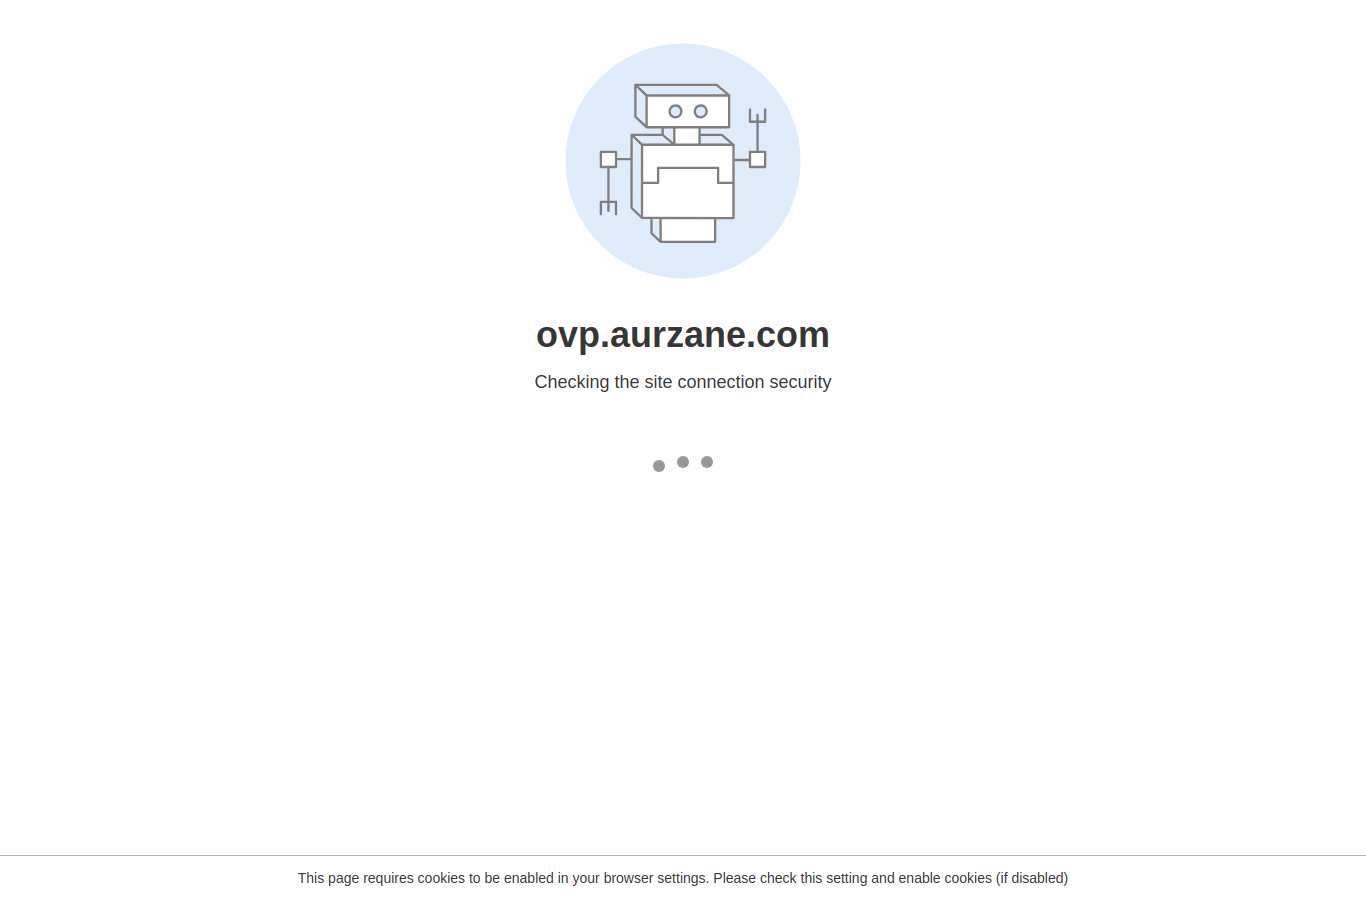 ovp.aurzane.com
Checking the site connection security
This page requires cookies to be enabled in your browser settings. Please check this setting and enable cookies (if disabled)